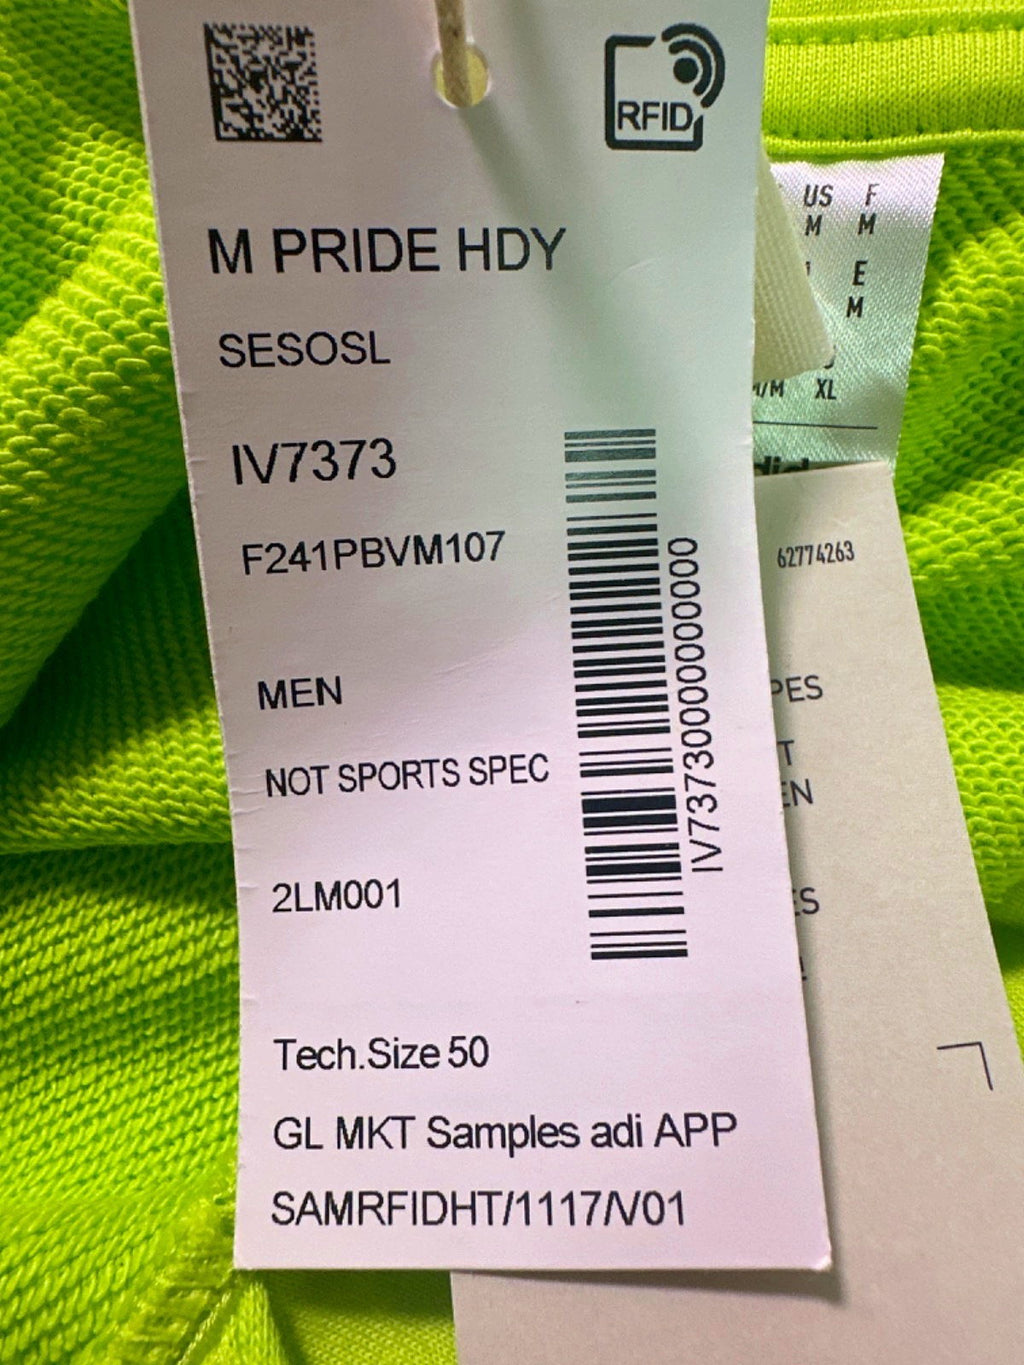 RFID
M PRIDE HDY
SESOSL
IV7373
F241PBVM107
MEN
NOT SPORTS SPEC
2LM001
IV73730000000000
Tech.Size 50
GL MKT Samples adi APP
SAMRFIDHT/1117/V01
US F
M M
E
M
XL
62774263